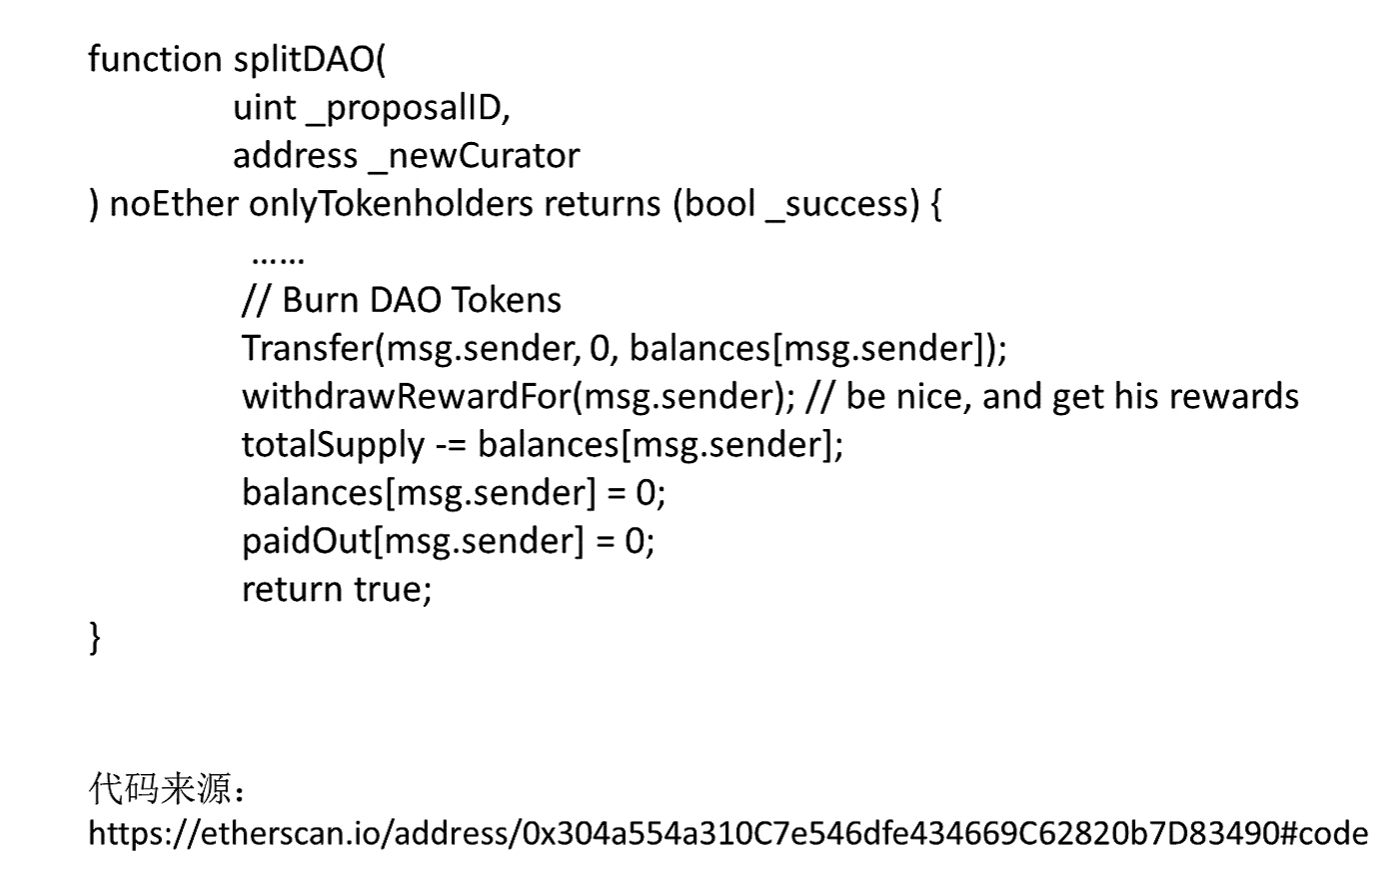 function splitDAO(
uint _proposalID,
address _newCurator
) noEther onlyTokenholders returns (bool _success) {
……
// Burn DAO Tokens
Transfer(msg.sender, 0, balances[msg.sender]);
withdrawRewardFor(msg.sender); // be nice, and get his rewards
totalSupply -= balances[msg.sender];
balances[msg.sender] = 0;
paidOut[msg.sender] = 0;
return true;
}
代码来源：
https://etherscan.io/address/0x304a554a310C7e546dfe434669C62820b7D83490#code